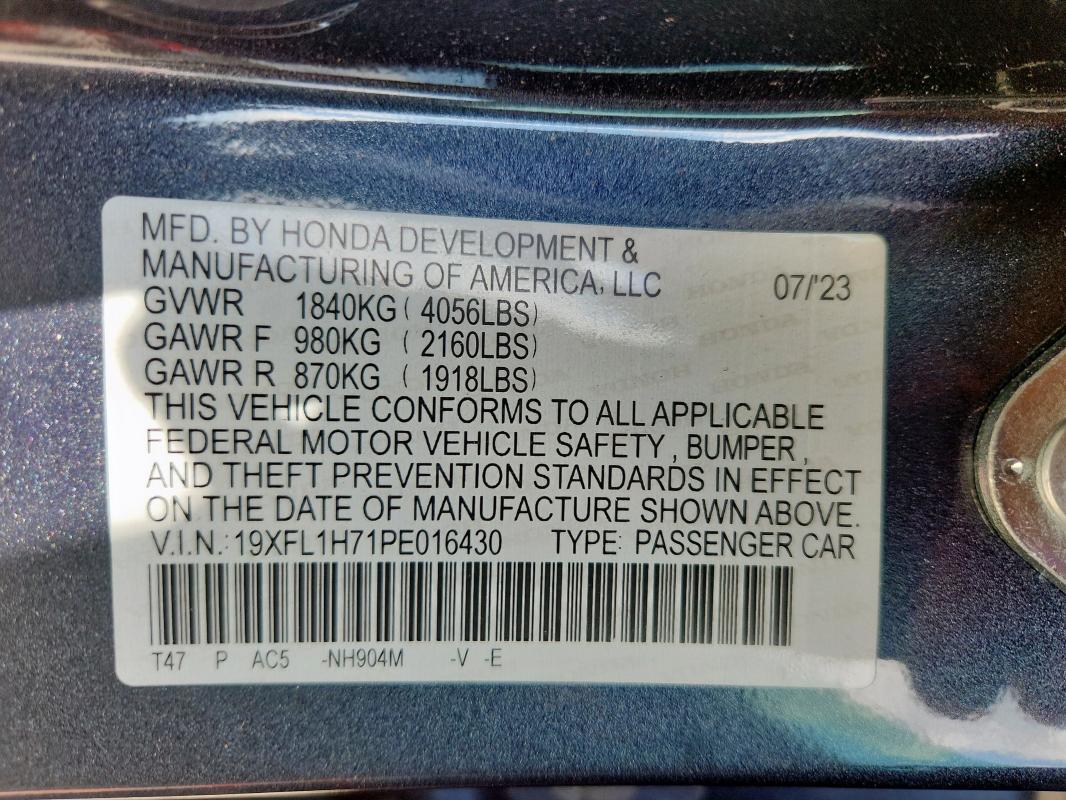 MFD. BY HONDA DEVELOPMENT &
MANUFACTURING OF AMERICA, LLC 07/'23
GVWR 1840KG ( 4056LBS)
GAWR F 980KG ( 2160LBS)
GAWR R 870KG ( 1918LBS)
THIS VEHICLE CONFORMS TO ALL APPLICABLE
FEDERAL MOTOR VEHICLE SAFETY , BUMPER ,
AND THEFT PREVENTION STANDARDS IN EFFECT
ON THE DATE OF MANUFACTURE SHOWN ABOVE.
V.I.N.: 19XFL1H71PE016430 TYPE: PASSENGER CAR
T47 P AC5 -NH904M -V -E